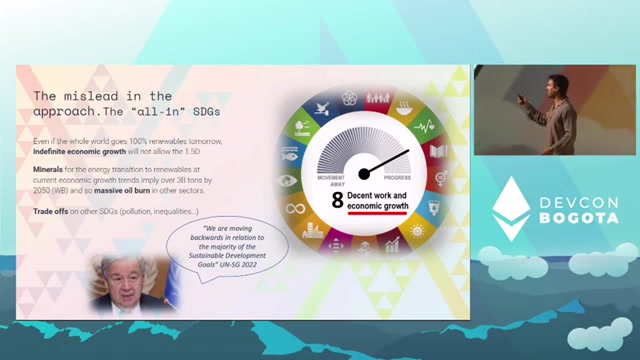 The mislead in the
approach.The “all-in” SDGs
Even if the whole world goes 100% renewables tomorrow,
indefinite economic growth will not allow the 1.5D
Minerals for the energy transition to renewables at
current economic growth trends imply over 3B tons by
2050 (WB) and so massive oil burn in other sectors.
Trade offs on other SDGs (pollution, inequalities...)
"We are moving
backwards in relation to
the majority of the
Sustainable Development
Goals" UN-SG 2022
MOVEMENT
AWAY
PROGRESS
8 Decent work and
economic growth
DEVCON
BOGOTA